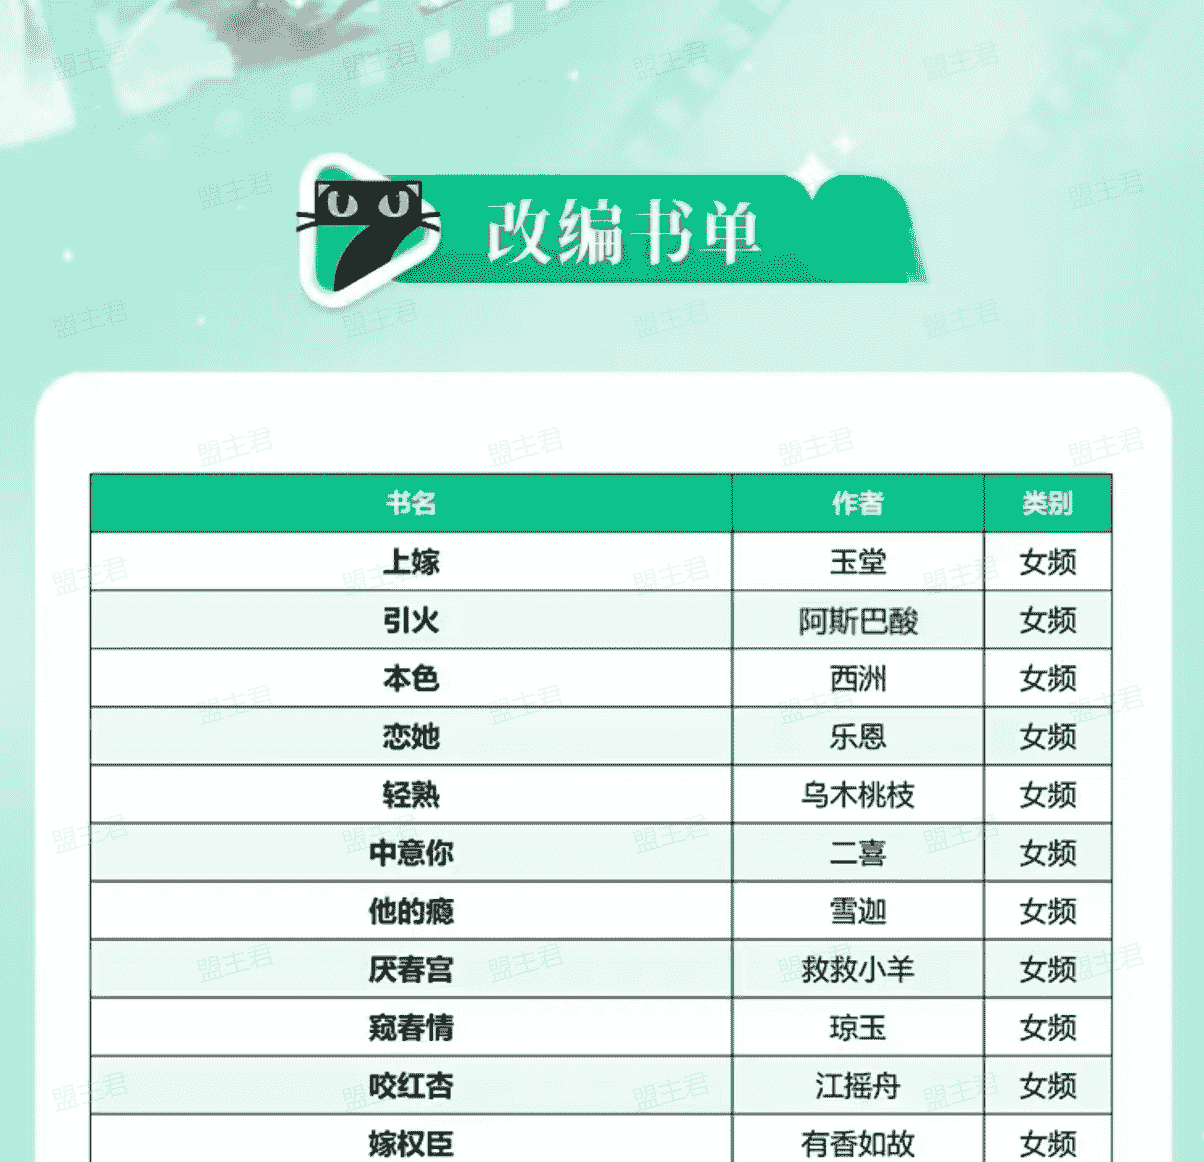 改编书单
书名 作者 类别
上嫁 玉堂 女频
引火 阿斯巴酸 女频
本色 西洲 女频
恋她 乐恩 女频
轻熟 乌木桃枝 女频
中意你 二喜 女频
他的瘾 雪迦 女频
厌春宫 救救小羊 女频
窥春情 琼玉 女频
咬红杏 江摇舟 女频
嫁权臣 有香如故 女频
盟主君